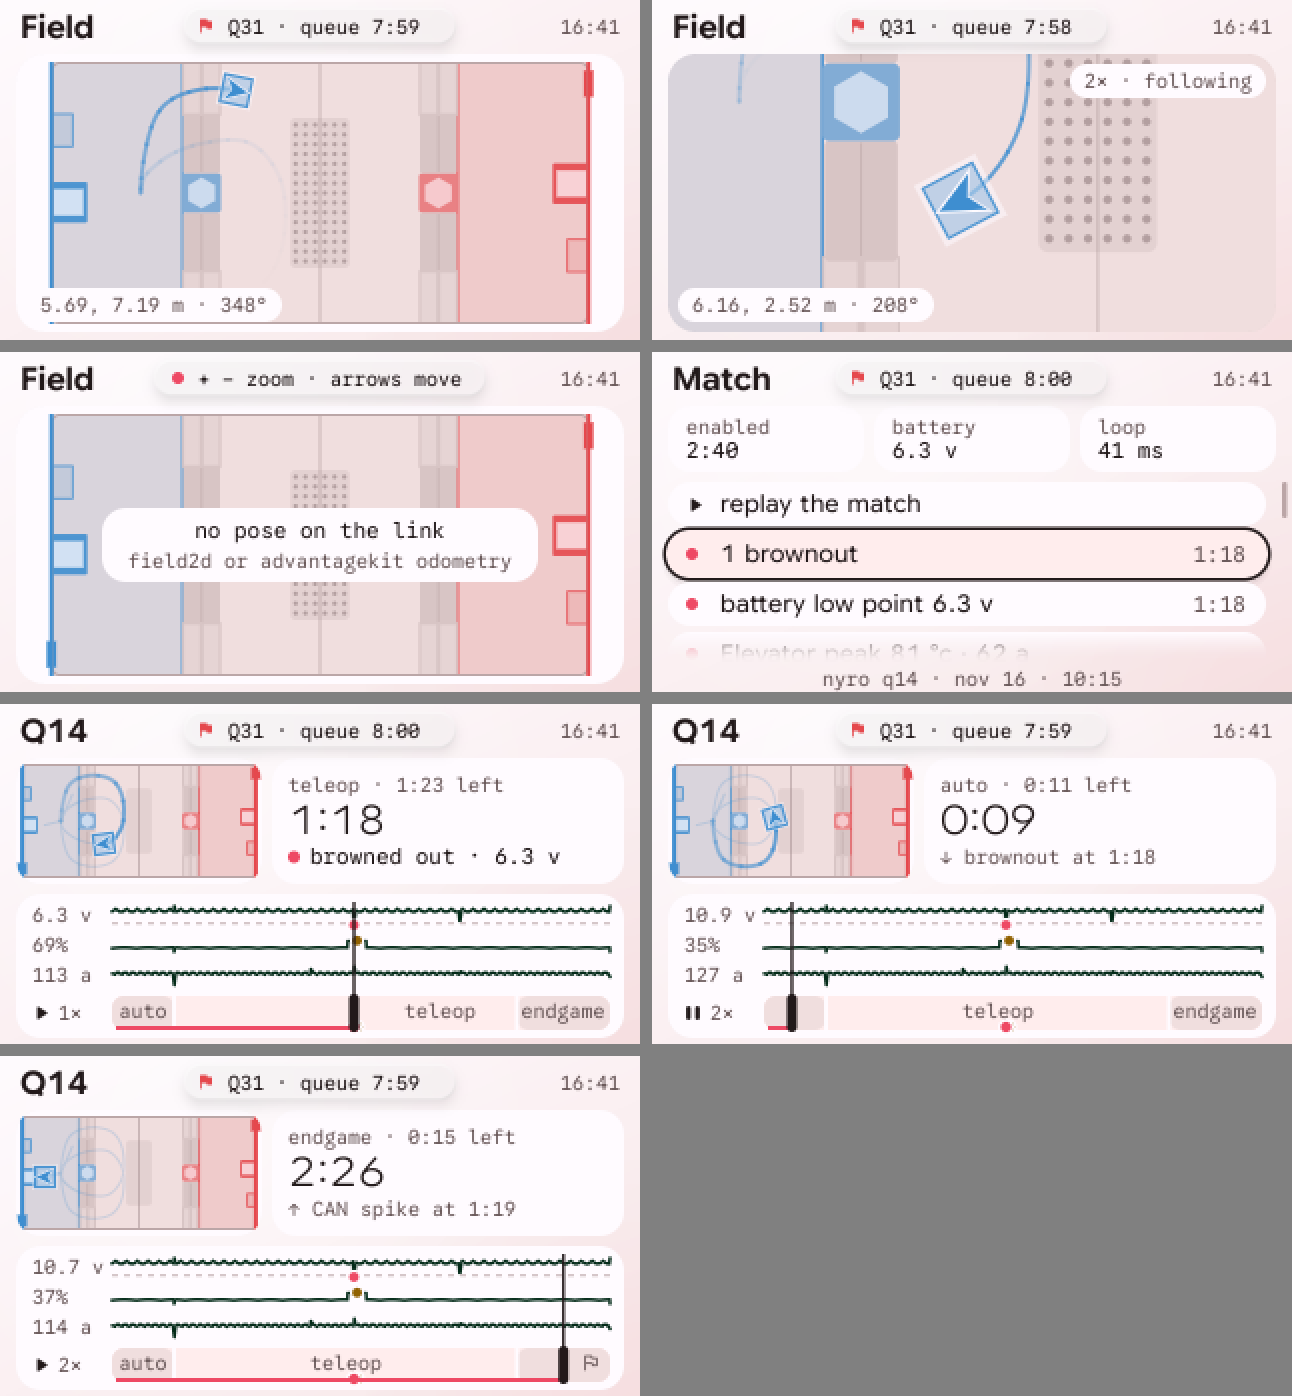 Field
Q31 · queue 7:59
16:41
5.69, 7.19 m · 348°
Field
Q31 · queue 7:58
16:41
2× · following
6.16, 2.52 m · 208°
Field
+ − zoom · arrows move
16:41
no pose on the link
field2d or advantagekit odometry
Match
Q31 · queue 8:00
16:41
enabled
2:40
battery
6.3 v
loop
41 ms
replay the match
1 brownout 1:18
battery low point 6.3 v 1:18
Elevator peak 81 °c · 62 a
nyro q14 · nov 16 · 10:15
Q14
Q31 · queue 8:00
16:41
teleop · 1:23 left
1:18
browned out · 6.3 v
6.3 v
69%
113 a
1×
auto
teleop
endgame
Q14
Q31 · queue 7:59
16:41
auto · 0:11 left
0:09
↓ brownout at 1:18
10.9 v
35%
127 a
2×
teleop
endgame
Q14
Q31 · queue 7:59
16:41
endgame · 0:15 left
2:26
↑ CAN spike at 1:19
10.7 v
37%
114 a
2×
auto
teleop